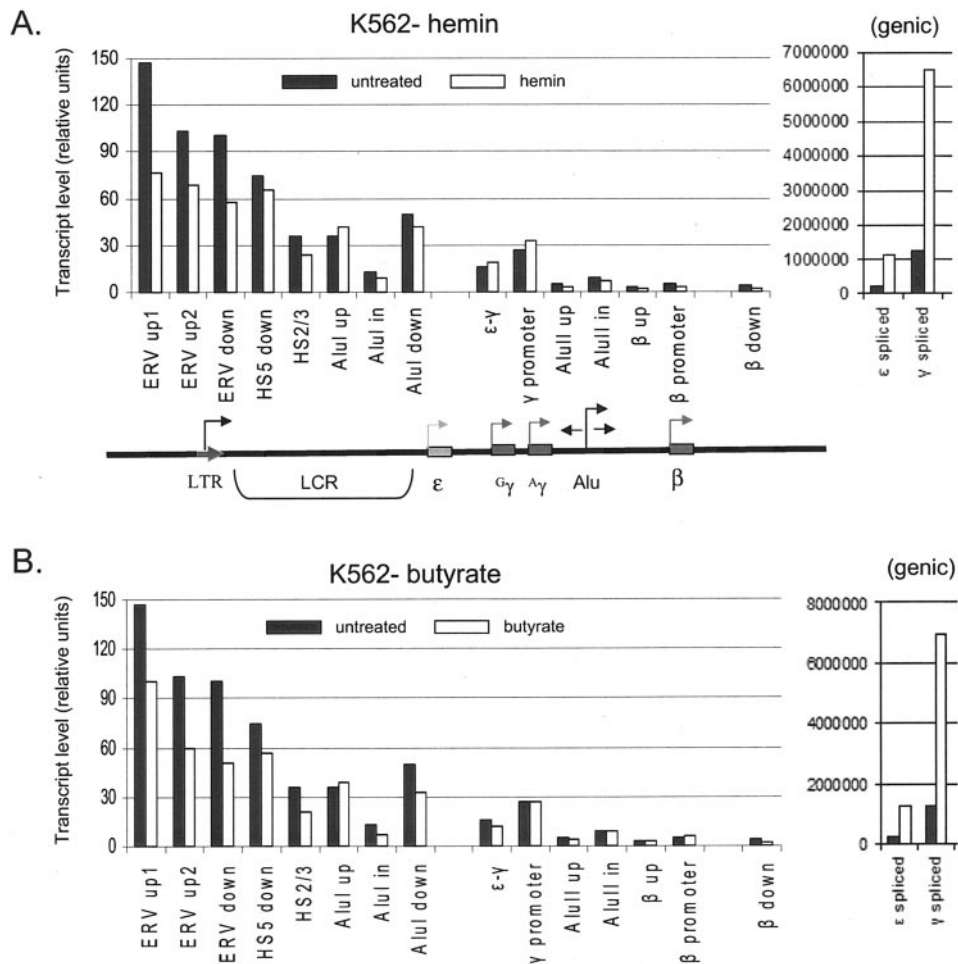 A.
K562- hemin
(genic)
Transcript level (relative units)
150
120
90
60
30
0
untreated
hemin
7000000
6000000
5000000
4000000
3000000
2000000
1000000
0
ERV up1
ERV up2
ERV down
HS5 down
HS2/3
AluI up
AluI in
AluI down
ε-γ
γ promoter
AluII up
AluII in
β up
β promoter
β down
ε spliced
γ spliced
LTR
LCR
ε
Gγ
Aγ
Alu
β
B.
K562- butyrate
(genic)
Transcript level (relative units)
150
120
90
60
30
0
untreated
butyrate
8000000
6000000
4000000
2000000
0
ERV up1
ERV up2
ERV down
HS5 down
HS2/3
AluI up
AluI in
AluI down
ε-γ
γ promoter
AluII up
AluII in
β up
β promoter
β down
ε spliced
γ spliced